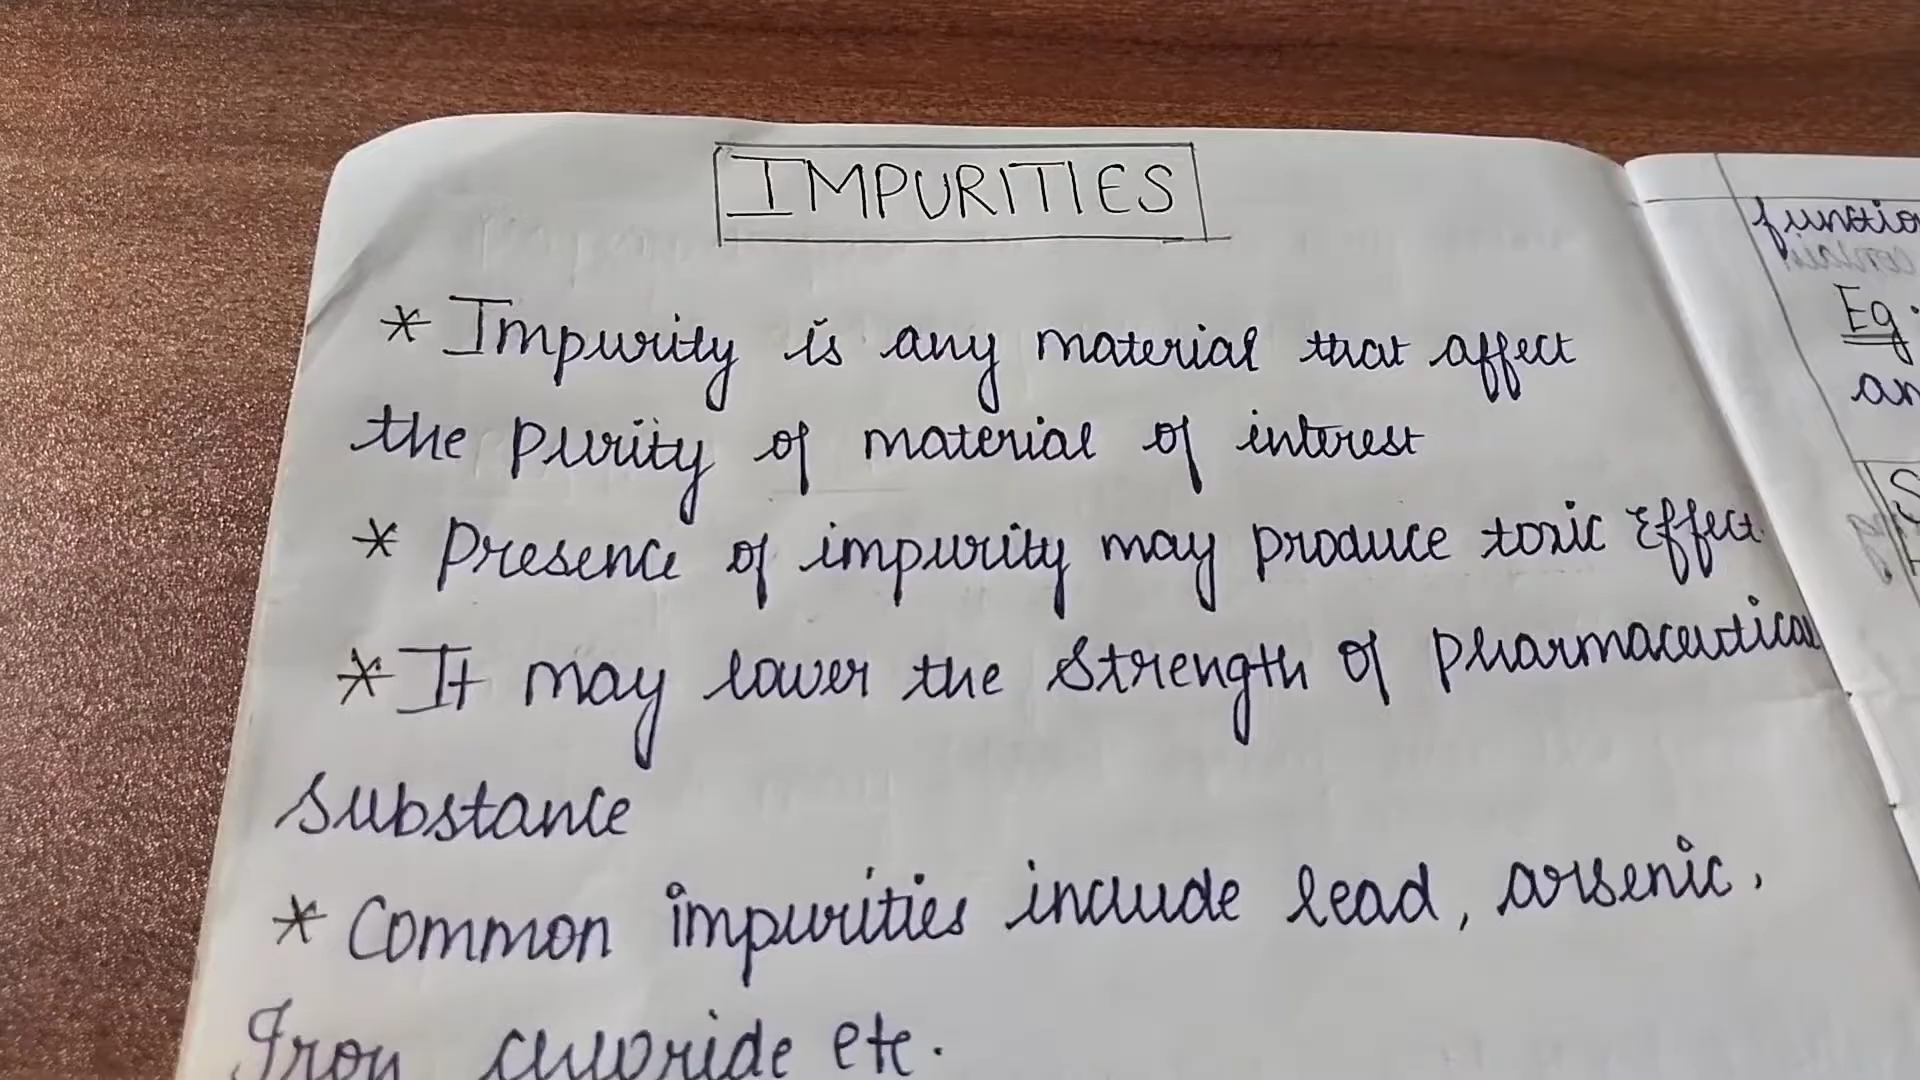 IMPURITIES
* Impurity is any material that affect
the purity of material of interest
* Presence of impurity may produce toxic Effect.
* It may lower the strength of pharmaceutical
substance
* Common impurities include lead, arsenic,
Iron chloride etc.
Eg.